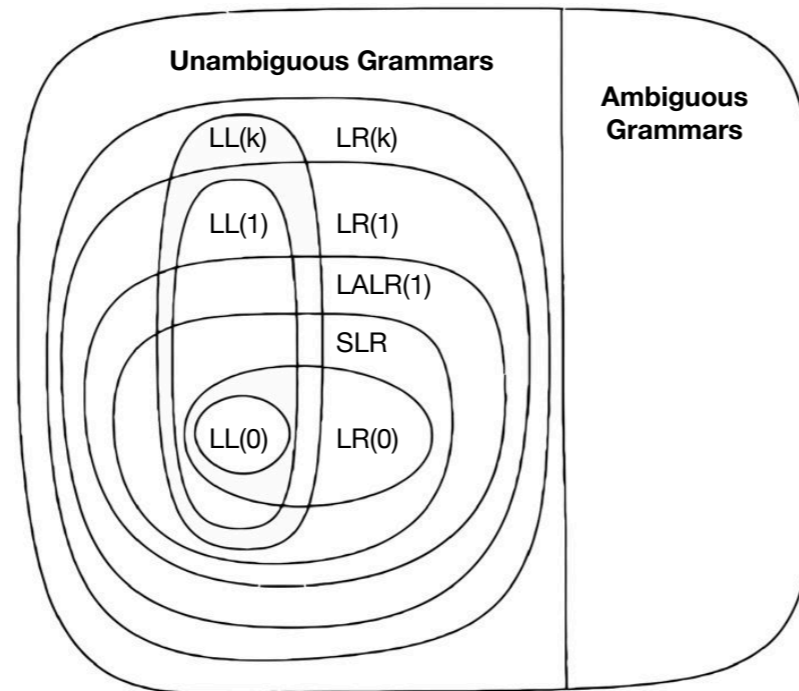 Unambiguous Grammars
Ambiguous
Grammars
LL(k)
LR(k)
LL(1)
LR(1)
LALR(1)
SLR
LL(0)
LR(0)